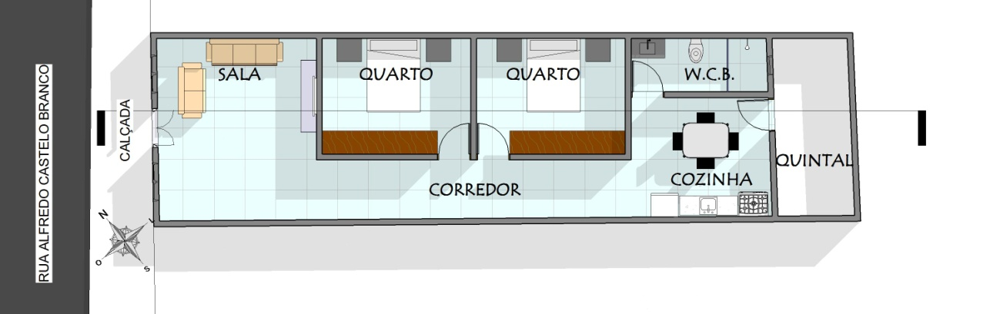 RUA ALFREDO CASTELO BRANCO
CALÇADA
SALA
QUARTO
QUARTO
W.C.B.
CORREDOR
COZINHA
QUINTAL
N
L
O
S